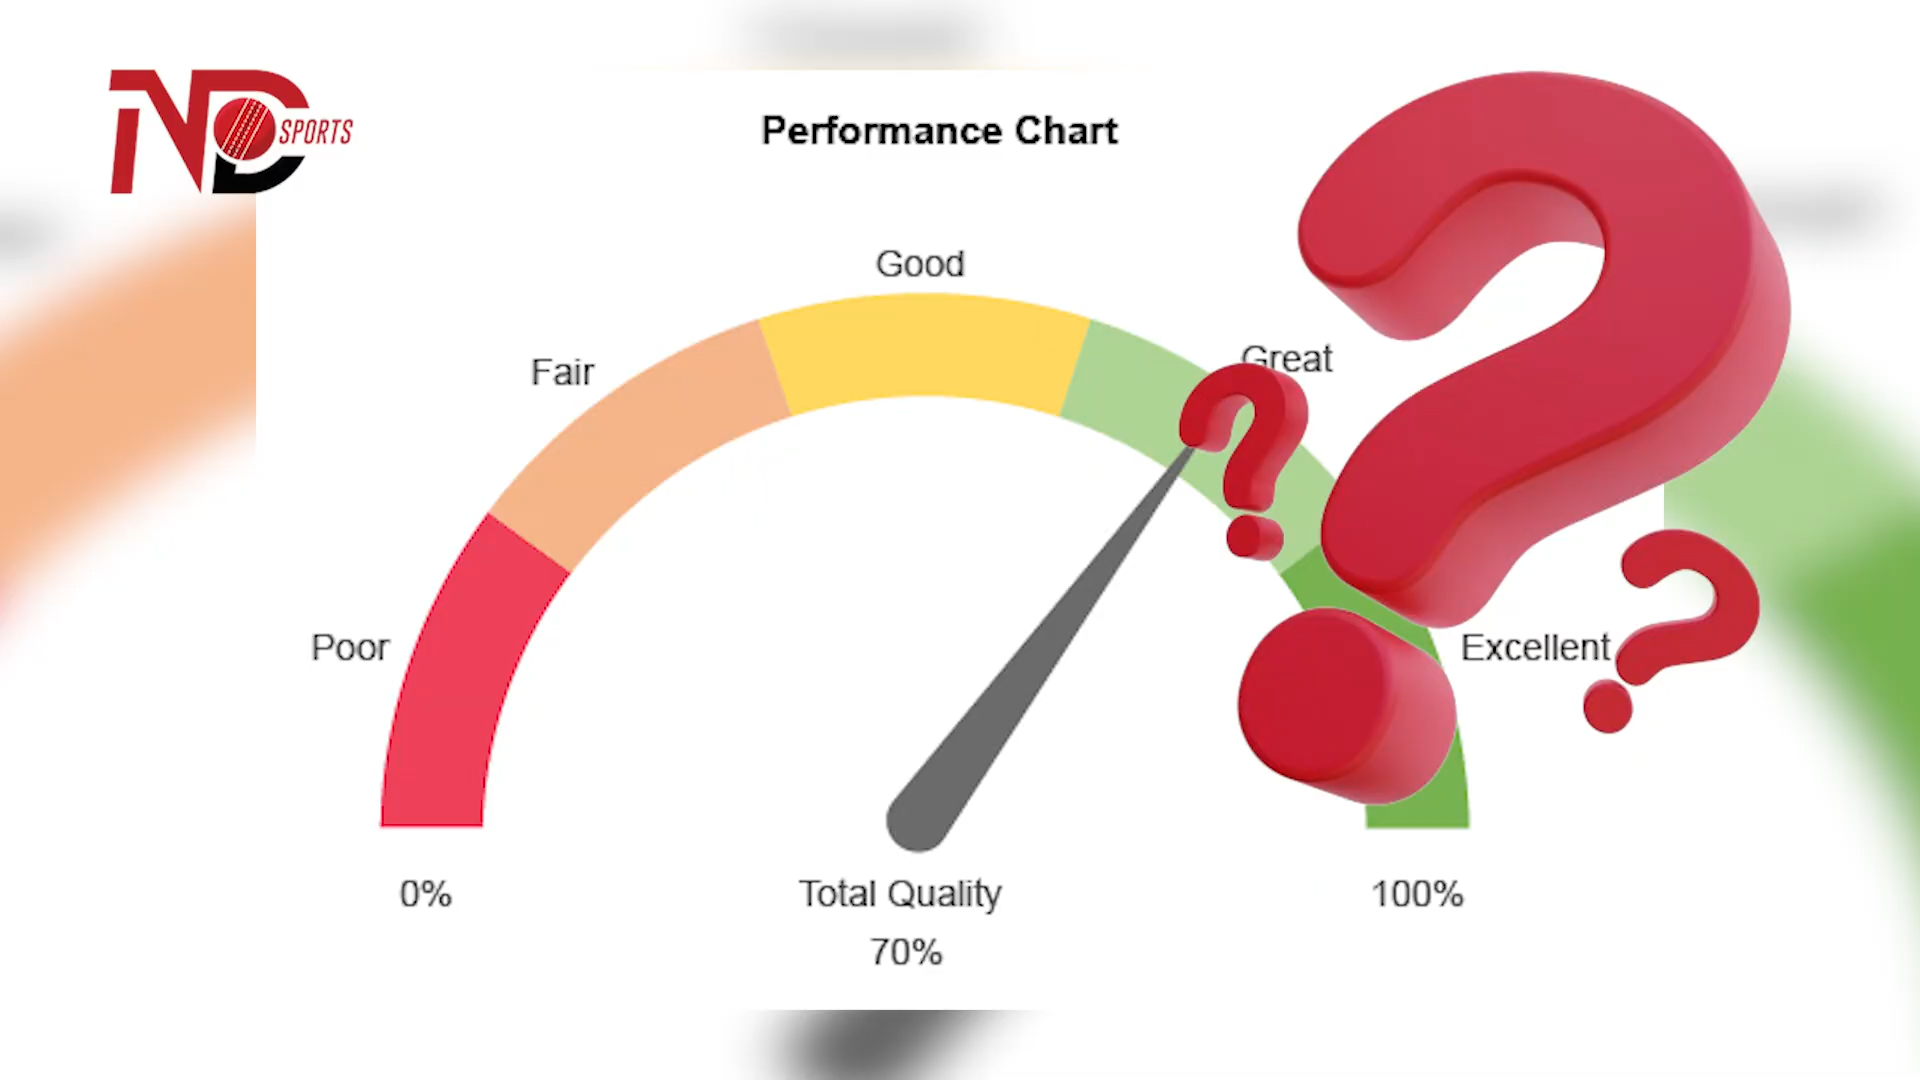 ND SPORTS
Performance Chart
Good
Fair
Great
Poor
Excellent
0%
Total Quality
100%
70%